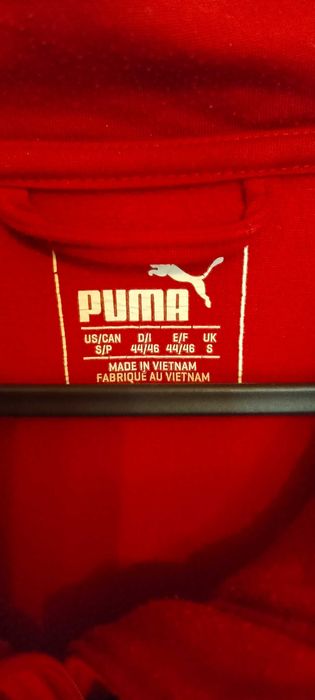 PUMA
US/CAN D/I E/F UK
S/P 44/46 44/46 S
MADE IN VIETNAM
FABRIQUÉ AU VIETNAM